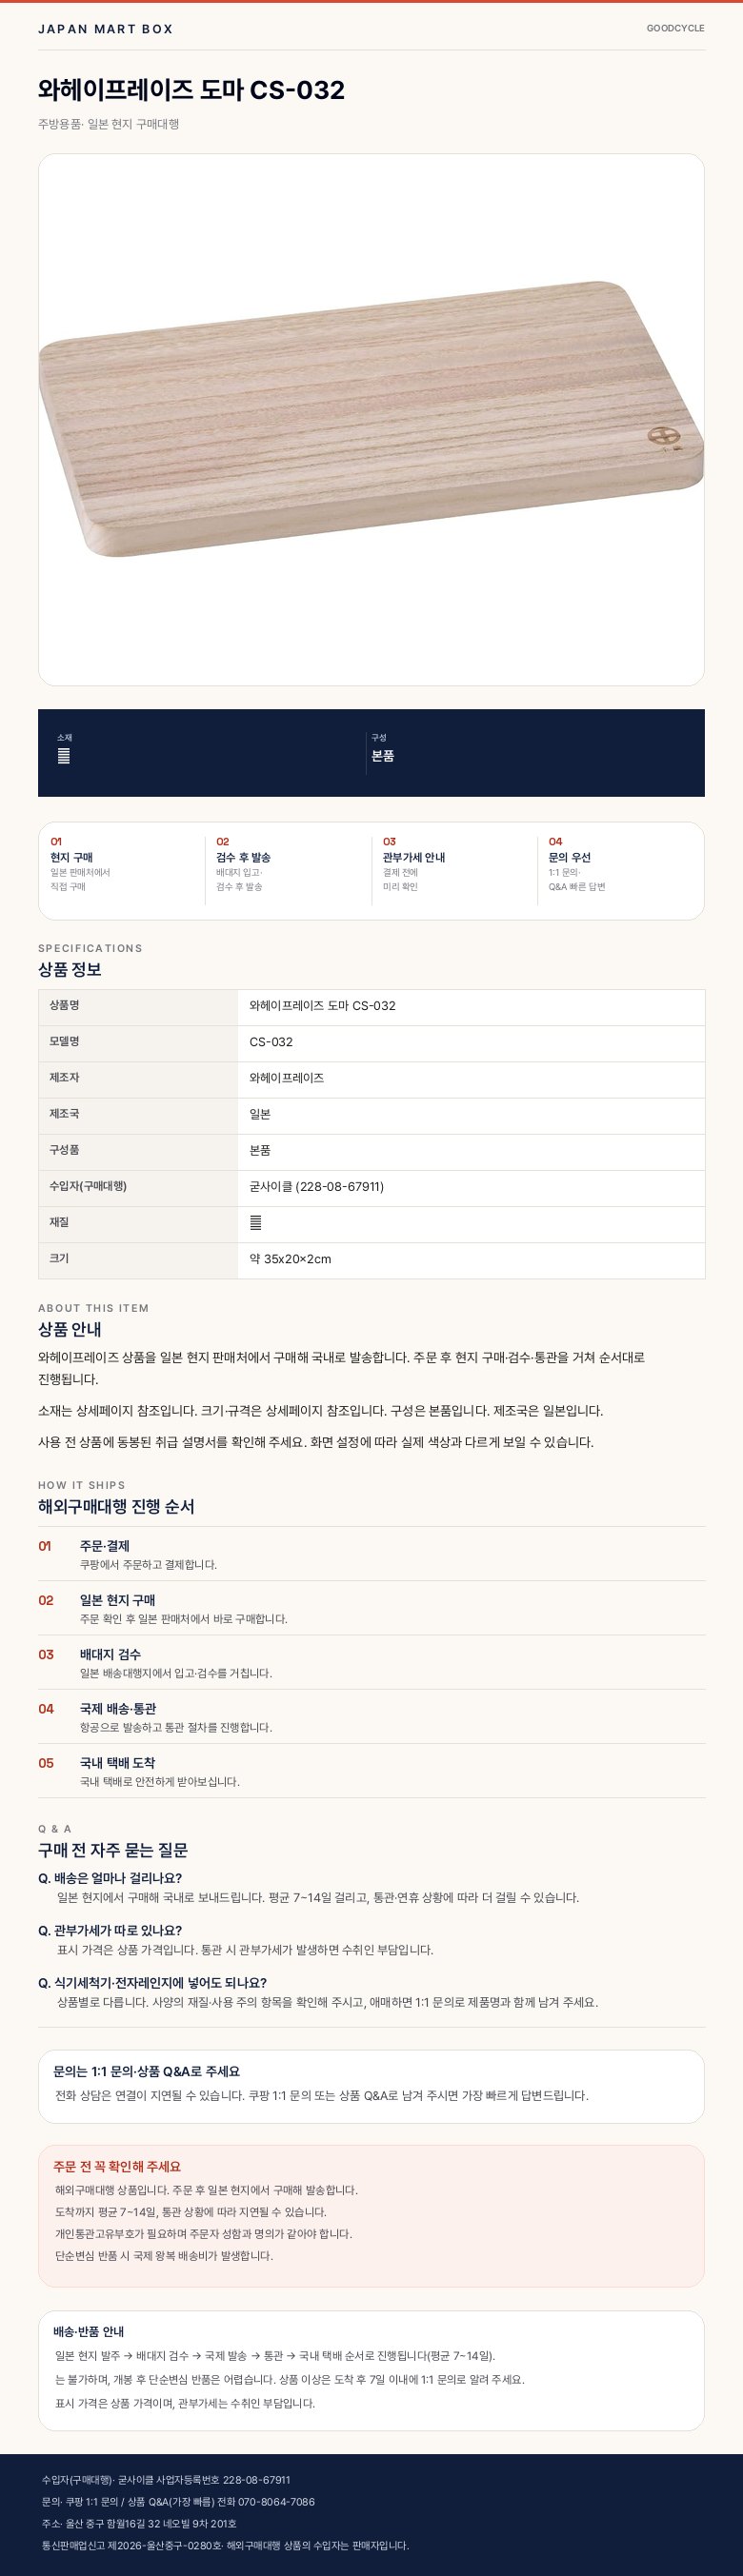 JAPAN MART BOX
GOODCYCLE
와헤이프레이즈 도마 CS-032
주방용품· 일본 현지 구매대행
소재
구성
본품
01
현지 구매
일본 판매처에서
직접 구매
02
검수 후 발송
배대지 입고·
검수 후 발송
03
관부가세 안내
결제 전에
미리 확인
04
문의 우선
1:1 문의·
Q&A 빠른 답변
SPECIFICATIONS
상품 정보
상품명 와헤이프레이즈 도마 CS-032
모델명 CS-032
제조자 와헤이프레이즈
제조국 일본
구성품 본품
수입자(구매대행) 굳사이클 (228-08-67911)
재질
크기 약 35x20×2cm
ABOUT THIS ITEM
상품 안내
와헤이프레이즈 상품을 일본 현지 판매처에서 구매해 국내로 발송합니다. 주문 후 현지 구매·검수·통관을 거쳐 순서대로
진행됩니다.
소재는 상세페이지 참조입니다. 크기·규격은 상세페이지 참조입니다. 구성은 본품입니다. 제조국은 일본입니다.
사용 전 상품에 동봉된 취급 설명서를 확인해 주세요. 화면 설정에 따라 실제 색상과 다르게 보일 수 있습니다.
HOW IT SHIPS
해외구매대행 진행 순서
01 주문·결제
쿠팡에서 주문하고 결제합니다.
02 일본 현지 구매
주문 확인 후 일본 판매처에서 바로 구매합니다.
03 배대지 검수
일본 배송대행지에서 입고·검수를 거칩니다.
04 국제 배송·통관
항공으로 발송하고 통관 절차를 진행합니다.
05 국내 택배 도착
국내 택배로 안전하게 받아보십니다.
Q & A
구매 전 자주 묻는 질문
Q. 배송은 얼마나 걸리나요?
일본 현지에서 구매해 국내로 보내드립니다. 평균 7~14일 걸리고, 통관·연휴 상황에 따라 더 걸릴 수 있습니다.
Q. 관부가세가 따로 있나요?
표시 가격은 상품 가격입니다. 통관 시 관부가세가 발생하면 수취인 부담입니다.
Q. 식기세척기·전자레인지에 넣어도 되나요?
상품별로 다릅니다. 사양의 재질·사용 주의 항목을 확인해 주시고, 애매하면 1:1 문의로 제품명과 함께 남겨 주세요.
문의는 1:1 문의·상품 Q&A로 주세요
전화 상담은 연결이 지연될 수 있습니다. 쿠팡 1:1 문의 또는 상품 Q&A로 남겨 주시면 가장 빠르게 답변드립니다.
주문 전 꼭 확인해 주세요
해외구매대행 상품입니다. 주문 후 일본 현지에서 구매해 발송합니다.
도착까지 평균 7~14일, 통관 상황에 따라 지연될 수 있습니다.
개인통관고유부호가 필요하며 주문자 성함과 명의가 같아야 합니다.
단순변심 반품 시 국제 왕복 배송비가 발생합니다.
배송·반품 안내
일본 현지 발주 → 배대지 검수 → 국제 발송 → 통관 → 국내 택배 순서로 진행됩니다(평균 7~14일).
는 불가하며, 개봉 후 단순변심 반품은 어렵습니다. 상품 이상은 도착 후 7일 이내에 1:1 문의로 알려 주세요.
표시 가격은 상품 가격이며, 관부가세는 수취인 부담입니다.
수입자(구매대행)· 굳사이클 사업자등록번호 228-08-67911
문의· 쿠팡 1:1 문의 / 상품 Q&A(가장 빠름) 전화 070-8064-7086
주소· 울산 중구 함월16길 32 네오빌 9차 201호
통신판매업신고 제2026-울산중구-0280호· 해외구매대행 상품의 수입자는 판매자입니다.